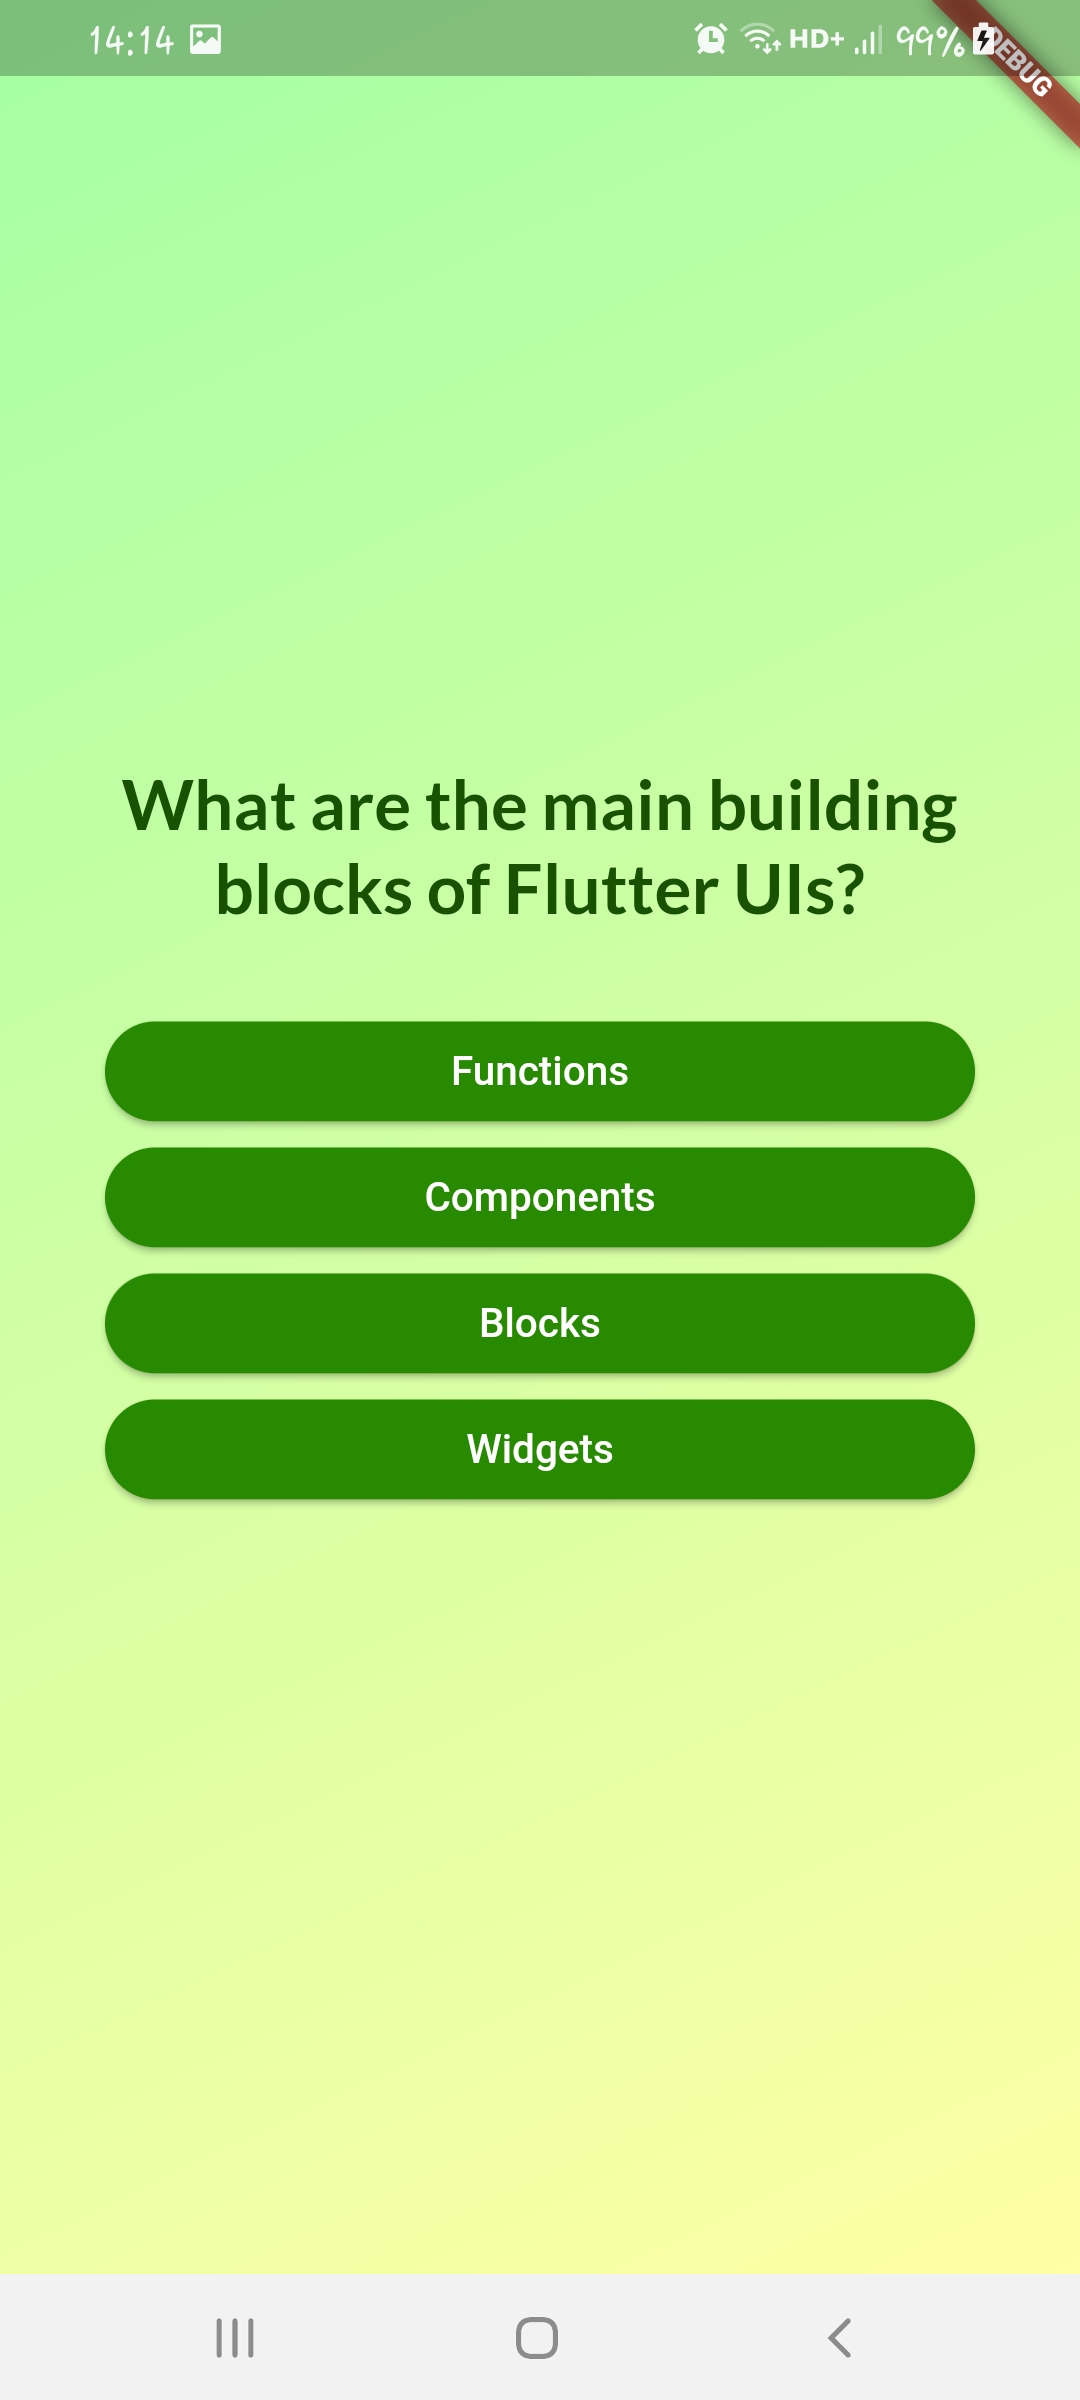 14:14 HD+ 99%
DEBUG
What are the main building
blocks of Flutter UIs?
Functions
Components
Blocks
Widgets